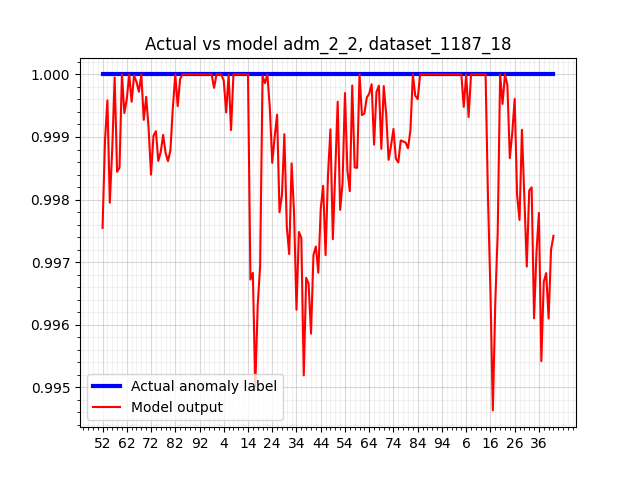 Actual vs model adm_2_2, dataset_1187_18
1.000
0.999
0.998
0.997
0.996
0.995
Actual anomaly label
Model output
52 62 72 82 92 4 14 24 34 44 54 64 74 84 94 6 16 26 36